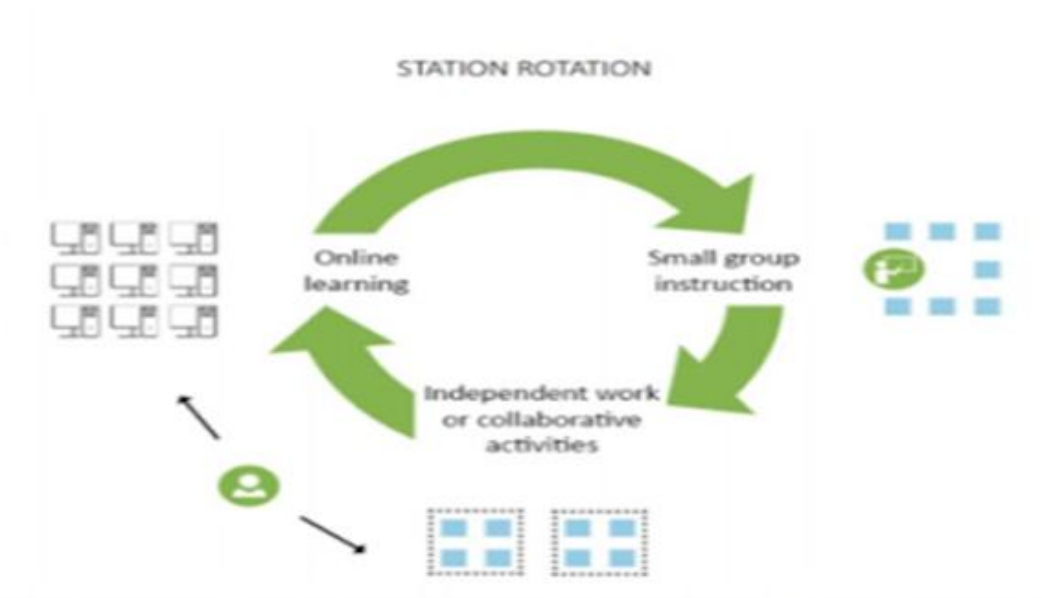 STATION ROTATION
Online
learning
Small group
instruction
Independent work
or collaborative
activities